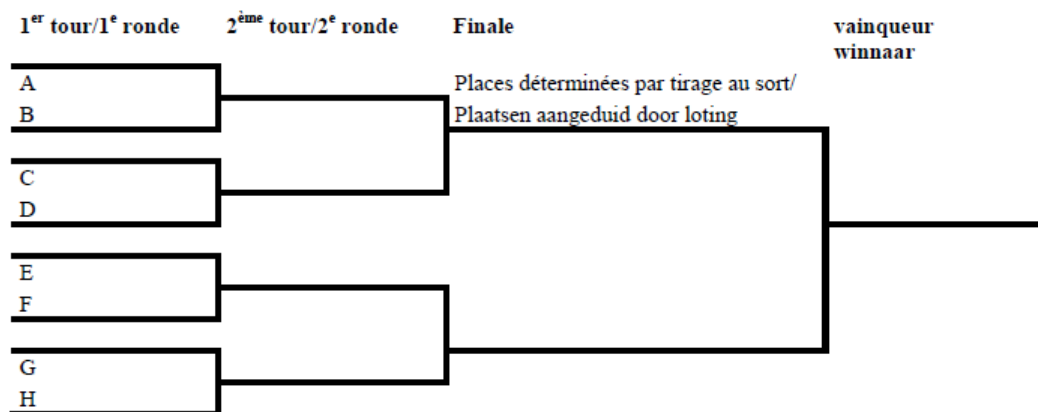 1er tour/1e ronde 2ème tour/2e ronde Finale vainqueur
winnaar
A Places déterminées par tirage au sort/
B Plaatsen aangeduid door loting
C
D
E
F
G
H